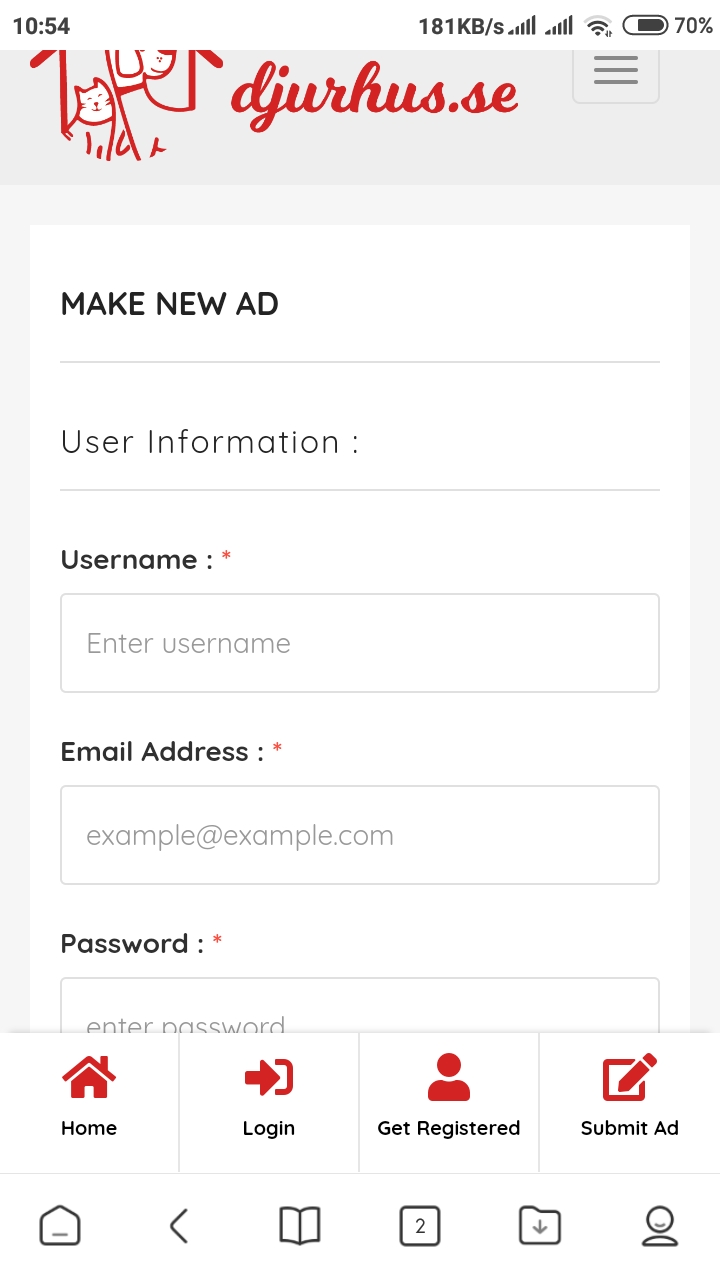 10:54 181KB/s 70%
djurhus.se
MAKE NEW AD
User Information :
Username : *
Enter username
Email Address : *
example@example.com
Password : *
enter password
Home Login Get Registered Submit Ad
2